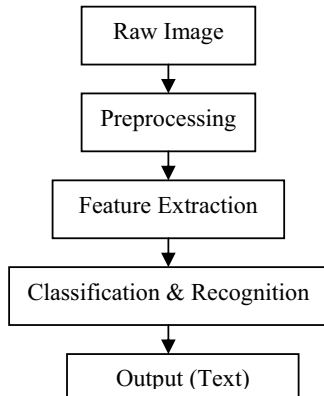 Raw Image
Preprocessing
Feature Extraction
Classification & Recognition
Output (Text)